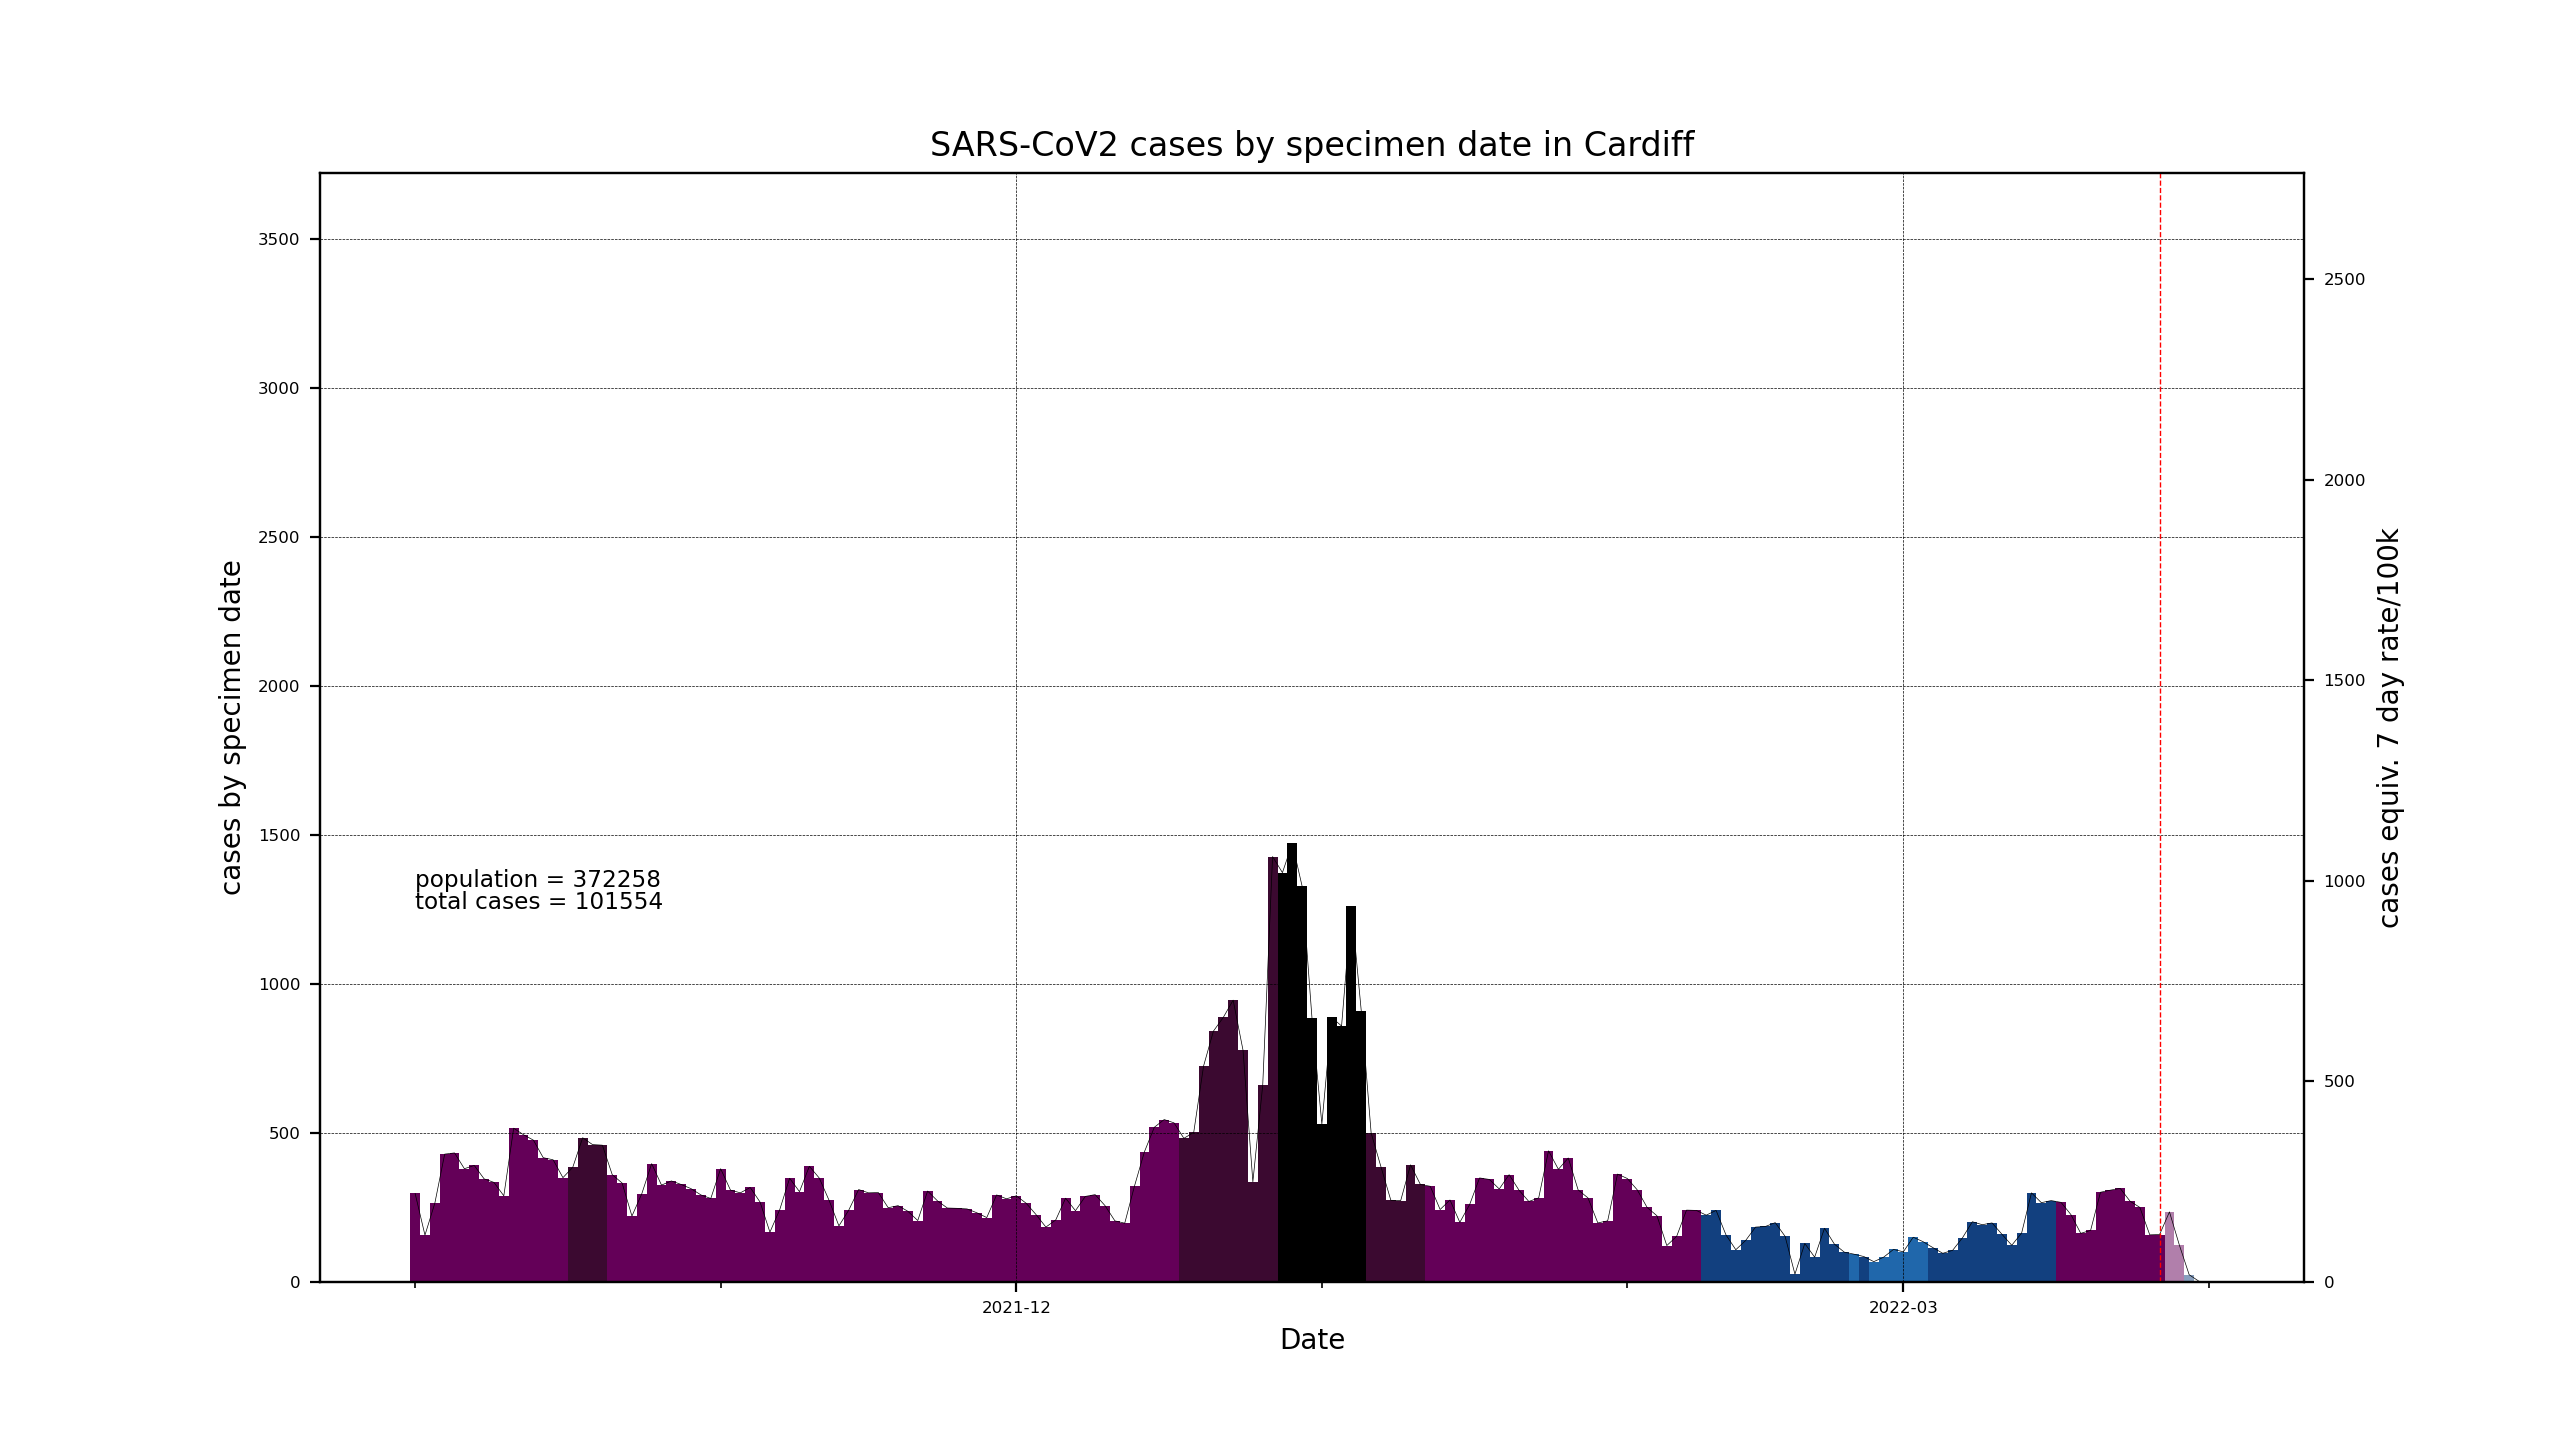 SARS-CoV2 cases by specimen date in Cardiff
cases by specimen date
3500
3000
2500
2000
1500
1000
500
0
population = 372258
total cases = 101554
2500
2000
1500
1000
500
0
cases equiv. 7 day rate/100k
2021-12
2022-03
Date